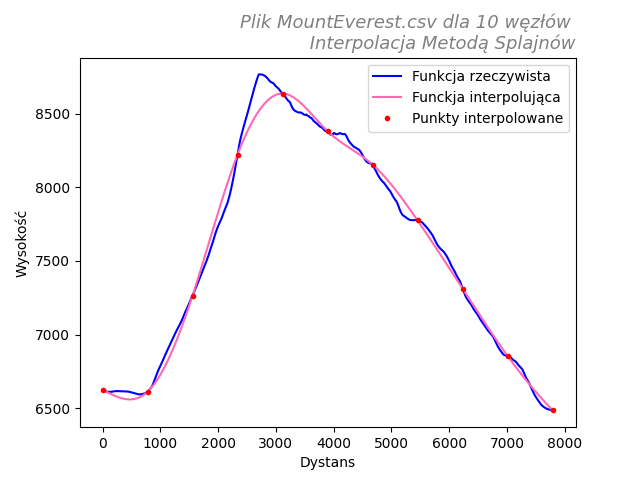 Plik MountEverest.csv dla 10 węzłów
Interpolacja Metodą Splajnów
Funkcja rzeczywista
Funckja interpolująca
Punkty interpolowane
Wysokość
8500
8000
7500
7000
6500
0 1000 2000 3000 4000 5000 6000 7000 8000
Dystans